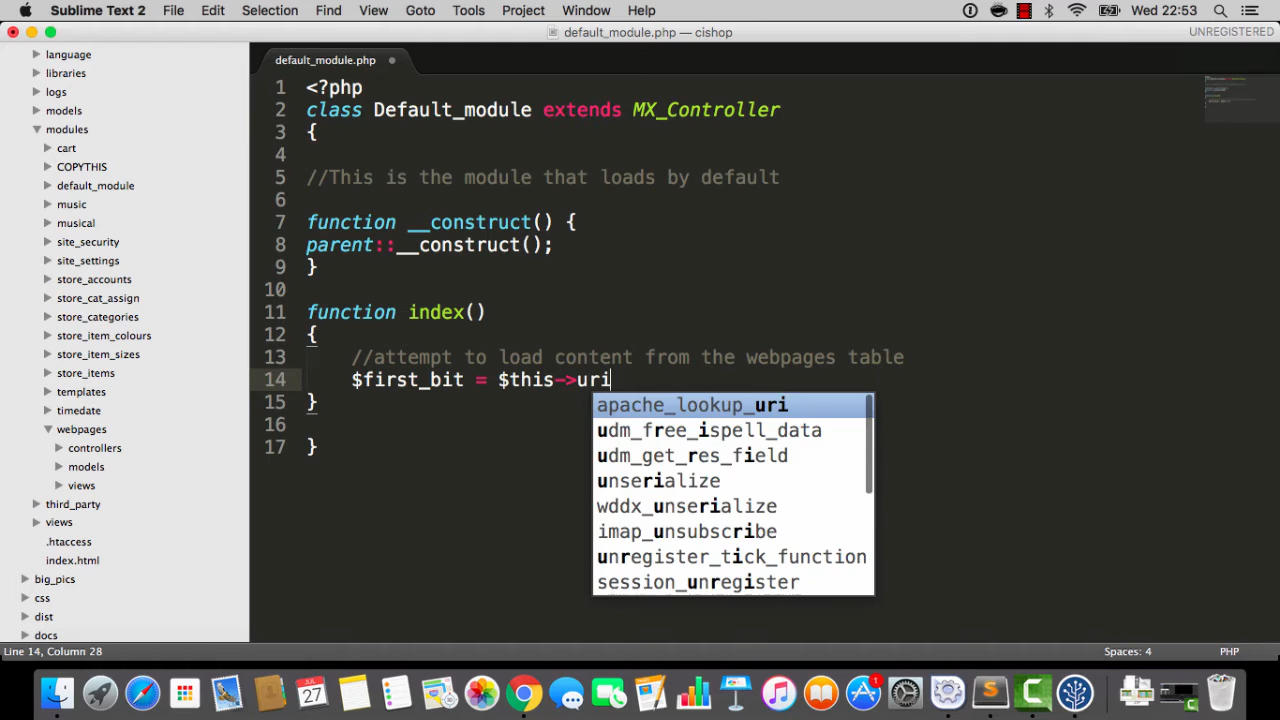 Sublime Text 2 File Edit Selection Find View Goto Tools Project Window Help Wed 22:53
default_module.php — cishop UNREGISTERED
language
libraries
logs
models
modules
cart
COPYTHIS
default_module
music
musical
site_security
site_settings
store_accounts
store_cat_assign
store_categories
store_item_colours
store_item_sizes
store_items
templates
timedate
webpages
controllers
models
views
third_party
views
.htaccess
index.html
big_pics
css
dist
docs
default_module.php
1 <?php
2 class Default_module extends MX_Controller
3 {
4
5 //This is the module that loads by default
6
7 function __construct() {
8 parent::__construct();
9 }
10
11 function index()
12 {
13 //attempt to load content from the webpages table
14 $first_bit = $this->uri
15 }
16
17 }
apache_lookup_uri
udm_free_ispell_data
udm_get_res_field
unserialize
wddx_unserialize
imap_unsubscribe
unregister_tick_function
session_unregister
Line 14, Column 28 Spaces: 4 PHP
JUL
27
1